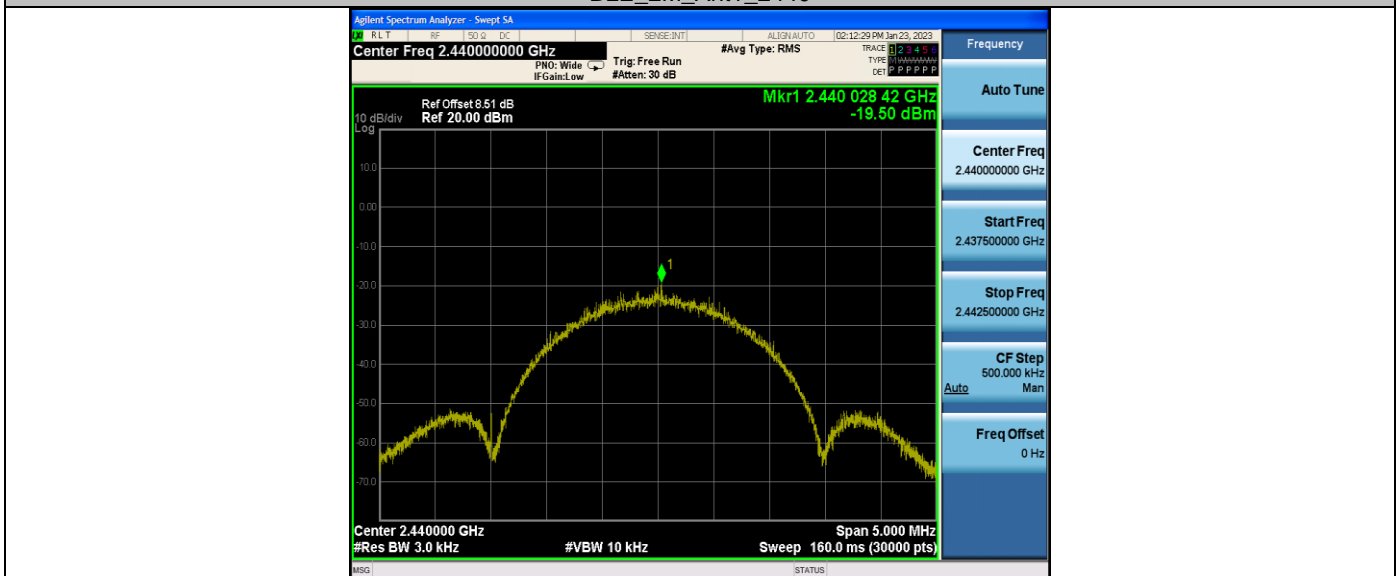 Agilent Spectrum Analyzer - Swept SA
RLT RF 50 Ω DC SENSE:INT ALIGNAUTO 02:12:29 PM Jan 23, 2023
Center Freq 2.440000000 GHz
PNO: Wide
IFGain:Low
Trig: Free Run
#Atten: 30 dB
#Avg Type: RMS
TRACE 1 2 3 4 5 6
TYPE M
DET P P P P P P
Mkr1 2.440 028 42 GHz
-19.50 dBm
Ref Offset 8.51 dB
10 dB/div Ref 20.00 dBm
Log
10.0
0.00
-10.0
-20.0
-30.0
-40.0
-50.0
-60.0
-70.0
1
Center 2.440000 GHz Span 5.000 MHz
#Res BW 3.0 kHz #VBW 10 kHz Sweep 160.0 ms (30000 pts)
MSG STATUS
Frequency
Auto Tune
Center Freq
2.440000000 GHz
Start Freq
2.437500000 GHz
Stop Freq
2.442500000 GHz
CF Step
500.000 kHz
Auto Man
Freq Offset
0 Hz